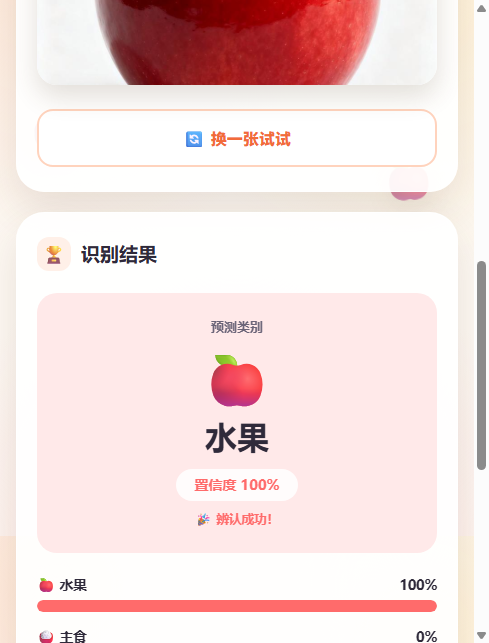 换一张试试
识别结果
预测类别
水果
置信度 100%
辨认成功!
水果 100%
主食 0%